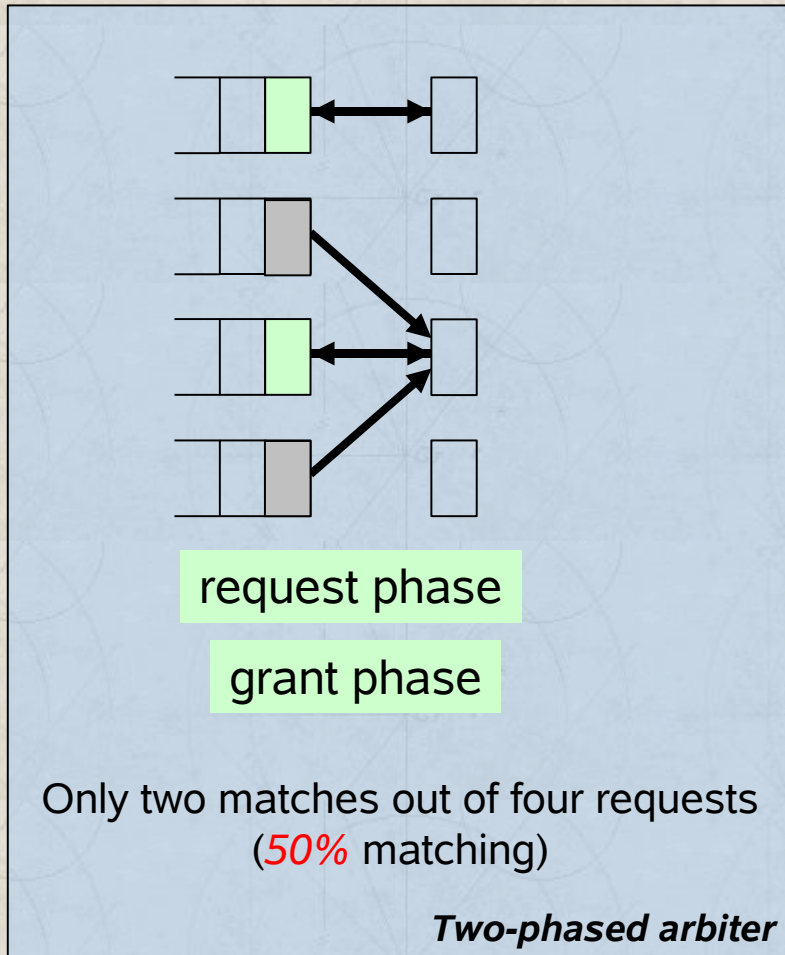 request phase
grant phase
Only two matches out of four requests
(50% matching)
Two-phased arbiter